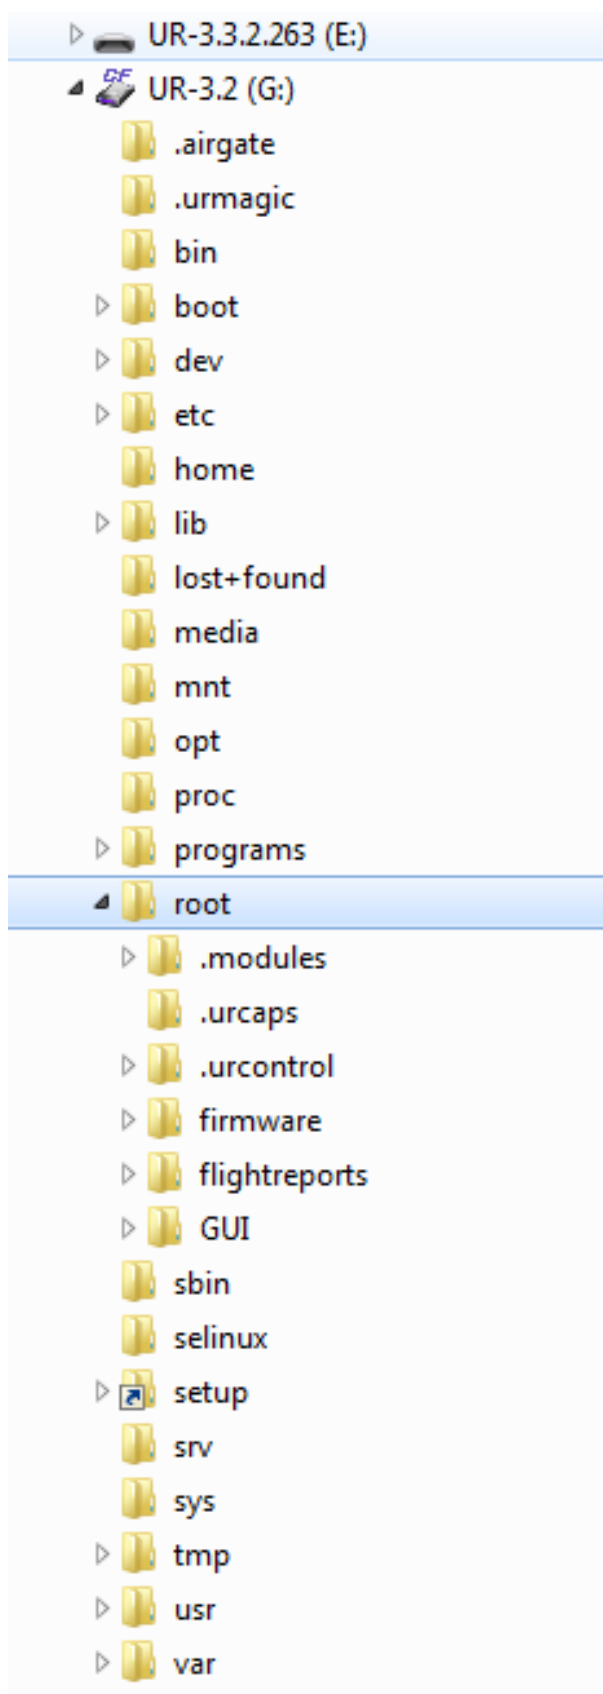 UR-3.3.2.263 (E:)
CF
UR-3.2 (G:)
.airgate
.urmagic
bin
boot
dev
etc
home
lib
lost+found
media
mnt
opt
proc
programs
root
.modules
.urcaps
.urcontrol
firmware
flightreports
GUI
sbin
selinux
setup
srv
sys
tmp
usr
var